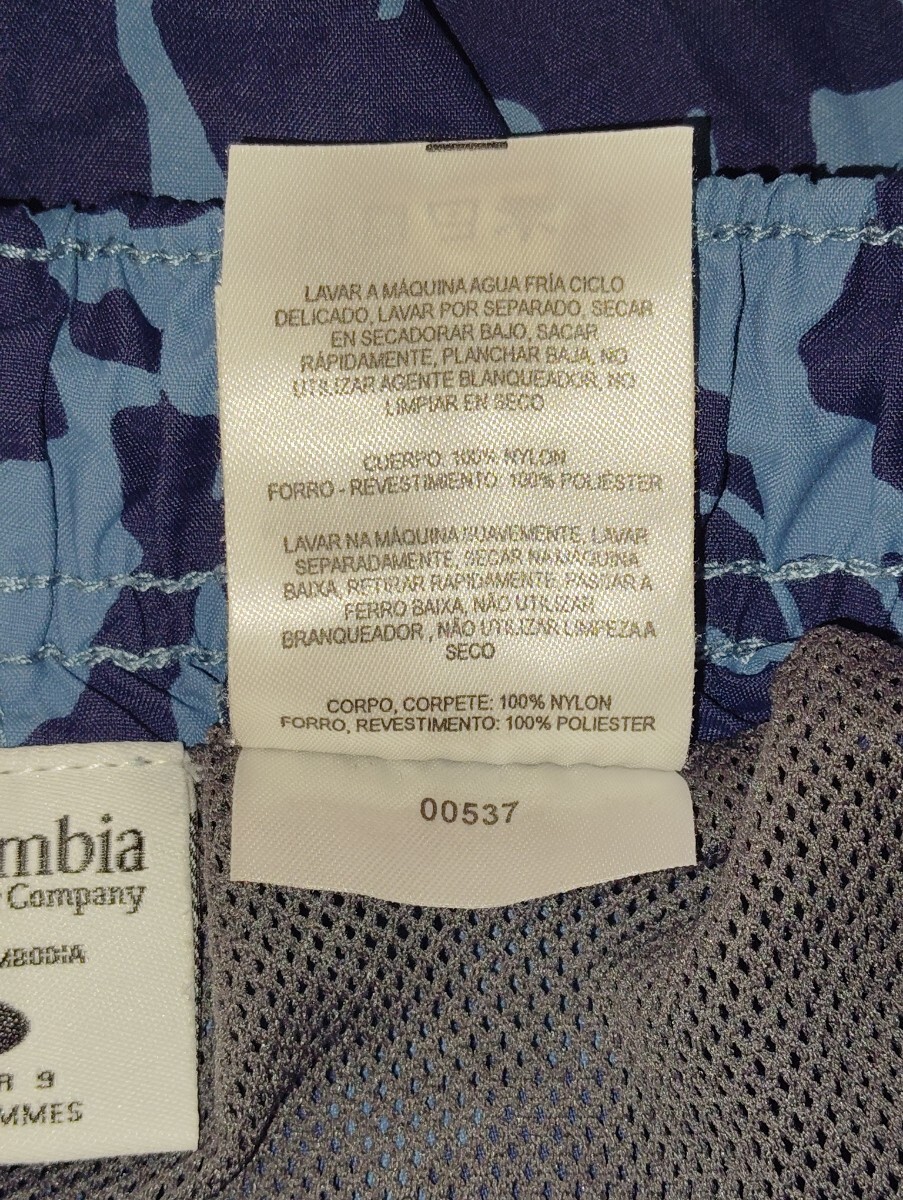 LAVAR A MÁQUINA AGUA FRÍA CICLO
DELICADO, LAVAR POR SEPARADO, SECAR
EN SECADORAR BAJO, SACAR
RÁPIDAMENTE, PLANCHAR BAJA, NO
UTILIZAR AGENTE BLANQUEADOR, NO
LIMPIAR EN SECO
CUERPO: 100% NYLON
FORRO - REVESTIMIENTO: 100% POLIÉSTER
LAVAR NA MÁQUINA SUAVEMENTE, LAVAR
SEPARADAMENTE, SECAR NA MÁQUINA
BAIXA, RETIRAR RAPIDAMENTE, PASSAR A
FERRO BAIXA, NÃO UTILIZAR
BRANQUEADOR , NÃO UTILIZAR LIMPEZA A
SECO
CORPO, CORPETE: 100% NYLON
FORRO, REVESTIMENTO: 100% POLIESTER
00537
mbia
Company
MBODIA
R 9
MMES